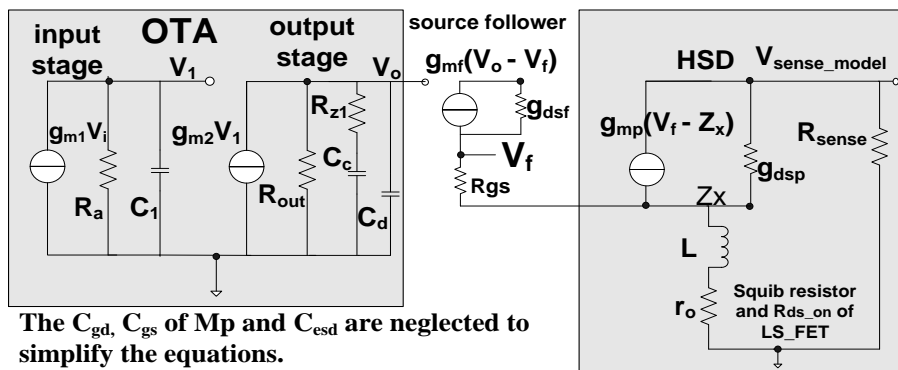 input
stage
OTA
output
stage
source follower
V1
Vo
gmf(Vo - Vf)
HSD
Vsense_model
gm1Vi
gm2V1
Rz1
gdsf
gmp(Vf - Zx)
Rsense
Cc
Vf
Ra
C1
Rout
Cd
Rgs
gdsp
Zx
L
ro
Squib resistor
and Rds_on of
LS_FET
The Cgd, Cgs of Mp and Cesd are neglected to
simplify the equations.